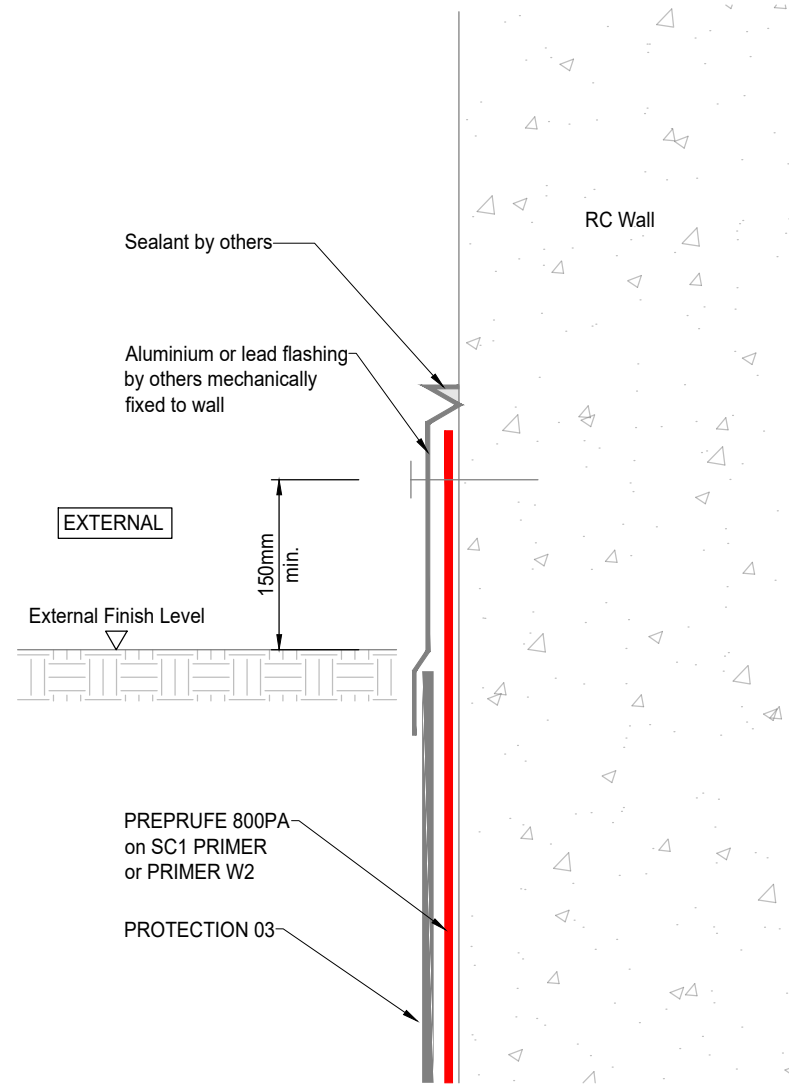 RC Wall
Sealant by others
Aluminium or lead flashing
by others mechanically
fixed to wall
EXTERNAL
150mm
min.
External Finish Level
PREPRUFE 800PA
on SC1 PRIMER
or PRIMER W2
PROTECTION 03